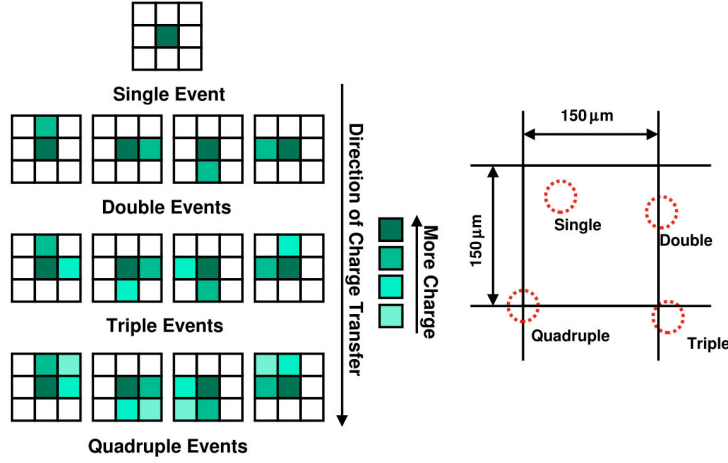 Single Event
Double Events
Triple Events
Quadruple Events
Direction of Charge Transfer
More Charge
150 μm
150 μm
Single
Double
Quadruple
Triple